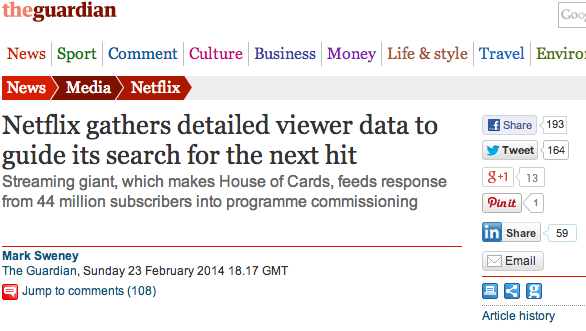 theguardian
Goo
News Sport Comment Culture Business Money Life & style Travel Enviro
News Media Netflix
Netflix gathers detailed viewer data to
guide its search for the next hit
Streaming giant, which makes House of Cards, feeds response
from 44 million subscribers into programme commissioning
Mark Sweney
The Guardian, Sunday 23 February 2014 18.17 GMT
Jump to comments (108)
f Share 193
Tweet 164
g+1 13
Pin it 1
in Share 59
Email
g
Article history